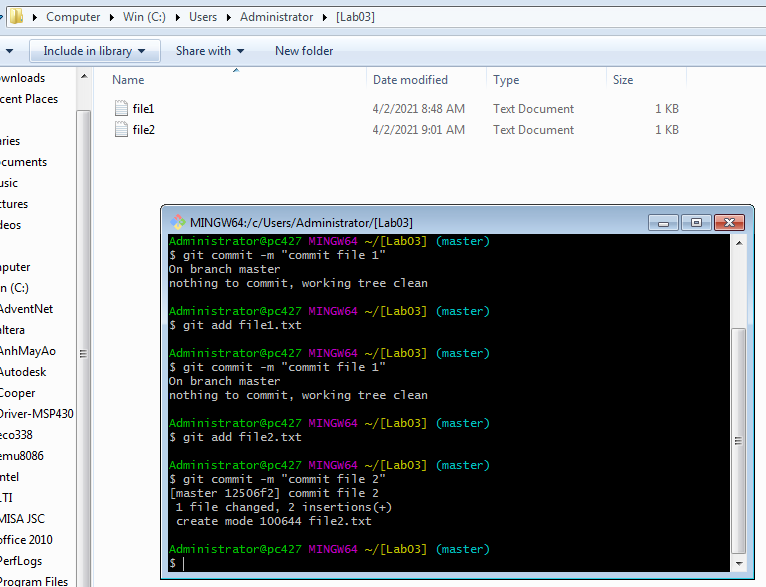 Computer Win (C:) Users Administrator [Lab03]
Include in library Share with New folder
Name Date modified Type Size
file1 4/2/2021 8:48 AM Text Document 1 KB
file2 4/2/2021 9:01 AM Text Document 1 KB
wnloads
cent Places
ries
cuments
usic
ctures
deos
mputer
n (C:)
AdventNet
altera
AnhMayAo
Autodesk
Cooper
Driver-MSP430
eco338
emu8086
ntel
LTI
MISA JSC
office 2010
PerfLogs
Program Files
MINGW64:/c/Users/Administrator/[Lab03]
Administrator@pc427 MINGW64 ~/[Lab03] (master)
$ git commit -m "commit file 1"
On branch master
nothing to commit, working tree clean
Administrator@pc427 MINGW64 ~/[Lab03] (master)
$ git add file1.txt
Administrator@pc427 MINGW64 ~/[Lab03] (master)
$ git commit -m "commit file 1"
On branch master
nothing to commit, working tree clean
Administrator@pc427 MINGW64 ~/[Lab03] (master)
$ git add file2.txt
Administrator@pc427 MINGW64 ~/[Lab03] (master)
$ git commit -m "commit file 2"
[master 12506f2] commit file 2
1 file changed, 2 insertions(+)
create mode 100644 file2.txt
Administrator@pc427 MINGW64 ~/[Lab03] (master)
$